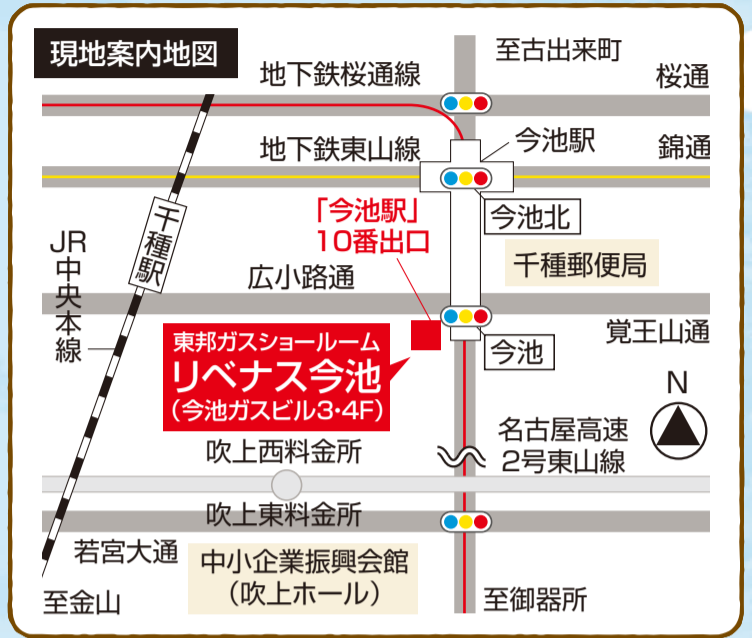 現地案内地図
至古出来町
地下鉄桜通線
桜通
今池駅
地下鉄東山線
錦通
「今池駅」
10番出口
今池北
千種駅
JR中央本線
千種郵便局
広小路通
覚王山通
東邦ガスショールーム
リベナス今池
(今池ガスビル3・4F)
今池
N
名古屋高速
2号東山線
吹上西料金所
吹上東料金所
若宮大通
中小企業振興会館
(吹上ホール)
至金山
至御器所